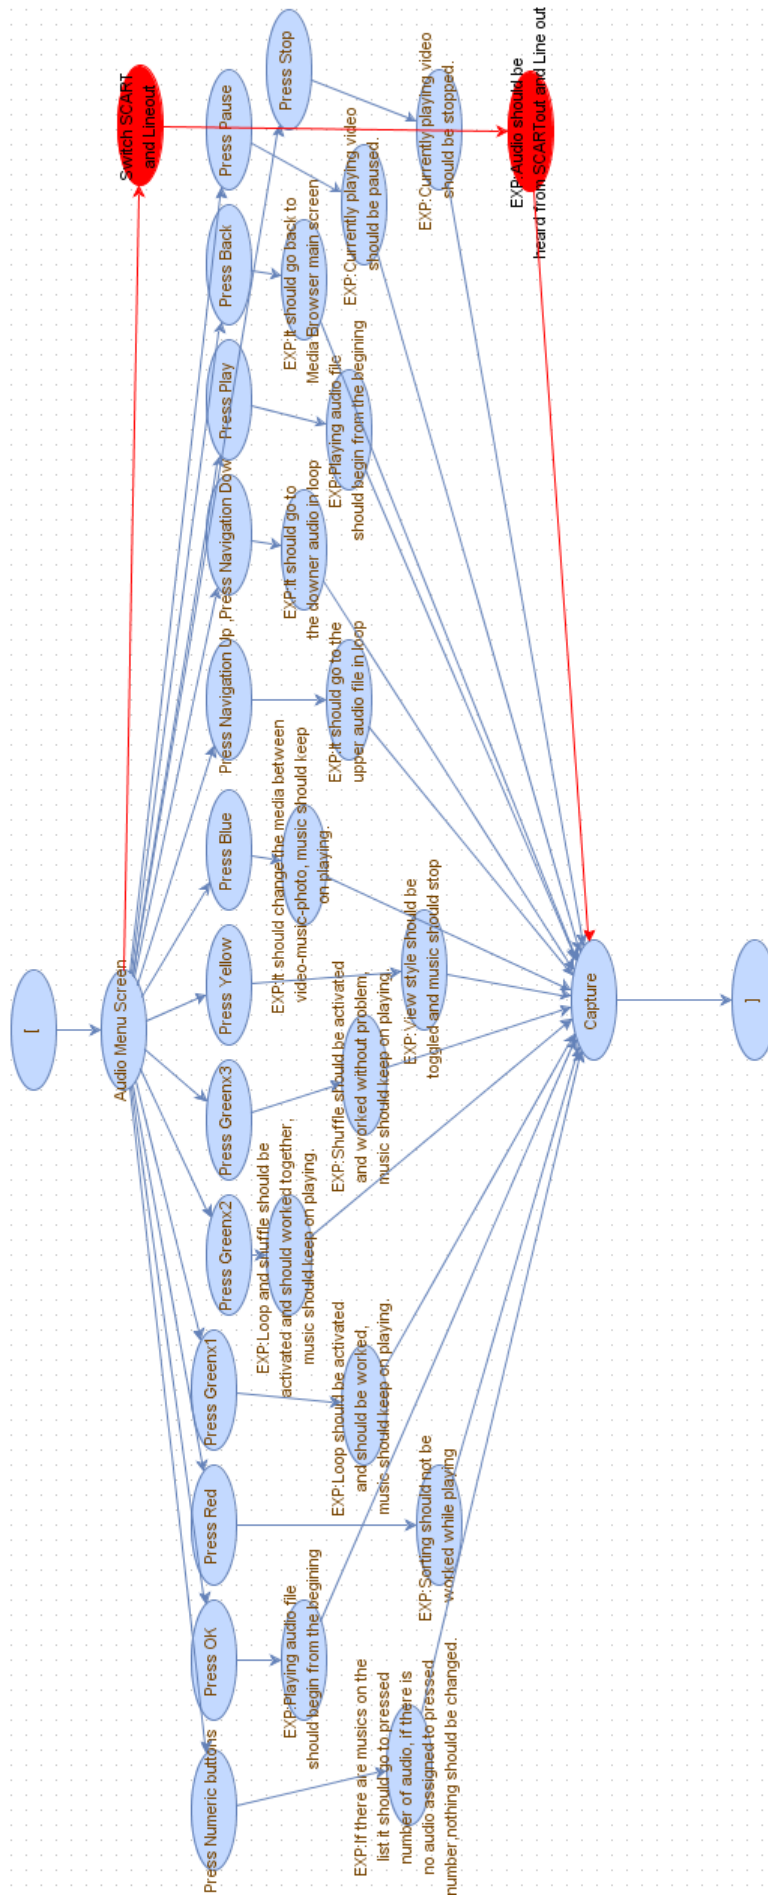 [
Audio Menu Screen
Switch SCART
and Lineout
Press Numeric buttons
Press OK
Press Red
Press Greenx1
Press Greenx2
Press Greenx3
Press Yellow
Press Blue
Press Navigation Up ,
Press Navigation Dow
Press Play
Press Back
Press Pause
Press Stop
EXP:If there are musics on the
list it should go to pressed
number of audio, if there is
no audio assigned to pressed
number,nothing should be changed.
EXP:Playing audio file
should begin from the begining
EXP:Sorting should not be
worked while playing
EXP:Loop should be activated
and should be worked,
music should keep on playing.
EXP:Loop and shuffle should be
activated and should worked together,
music should keep on playing.
EXP:Shuffle should be activated
and worked without problem,
music should keep on playing.
EXP:View style should be
toggled and music should stop
EXP:It should change the media between
video-music-photo, music should keep
on playing.
EXP:It should go to the
upper audio file in loop
EXP:It should go to
the downer audio in loop
EXP:Playing audio file
should begin from the begining
EXP:It should go back to
Media Browser main screen
EXP:Currently playing video
should be paused.
EXP:Currently playing video
should be stopped.
EXP:Audio should be
heard from SCARTout and Line out
Capture
]